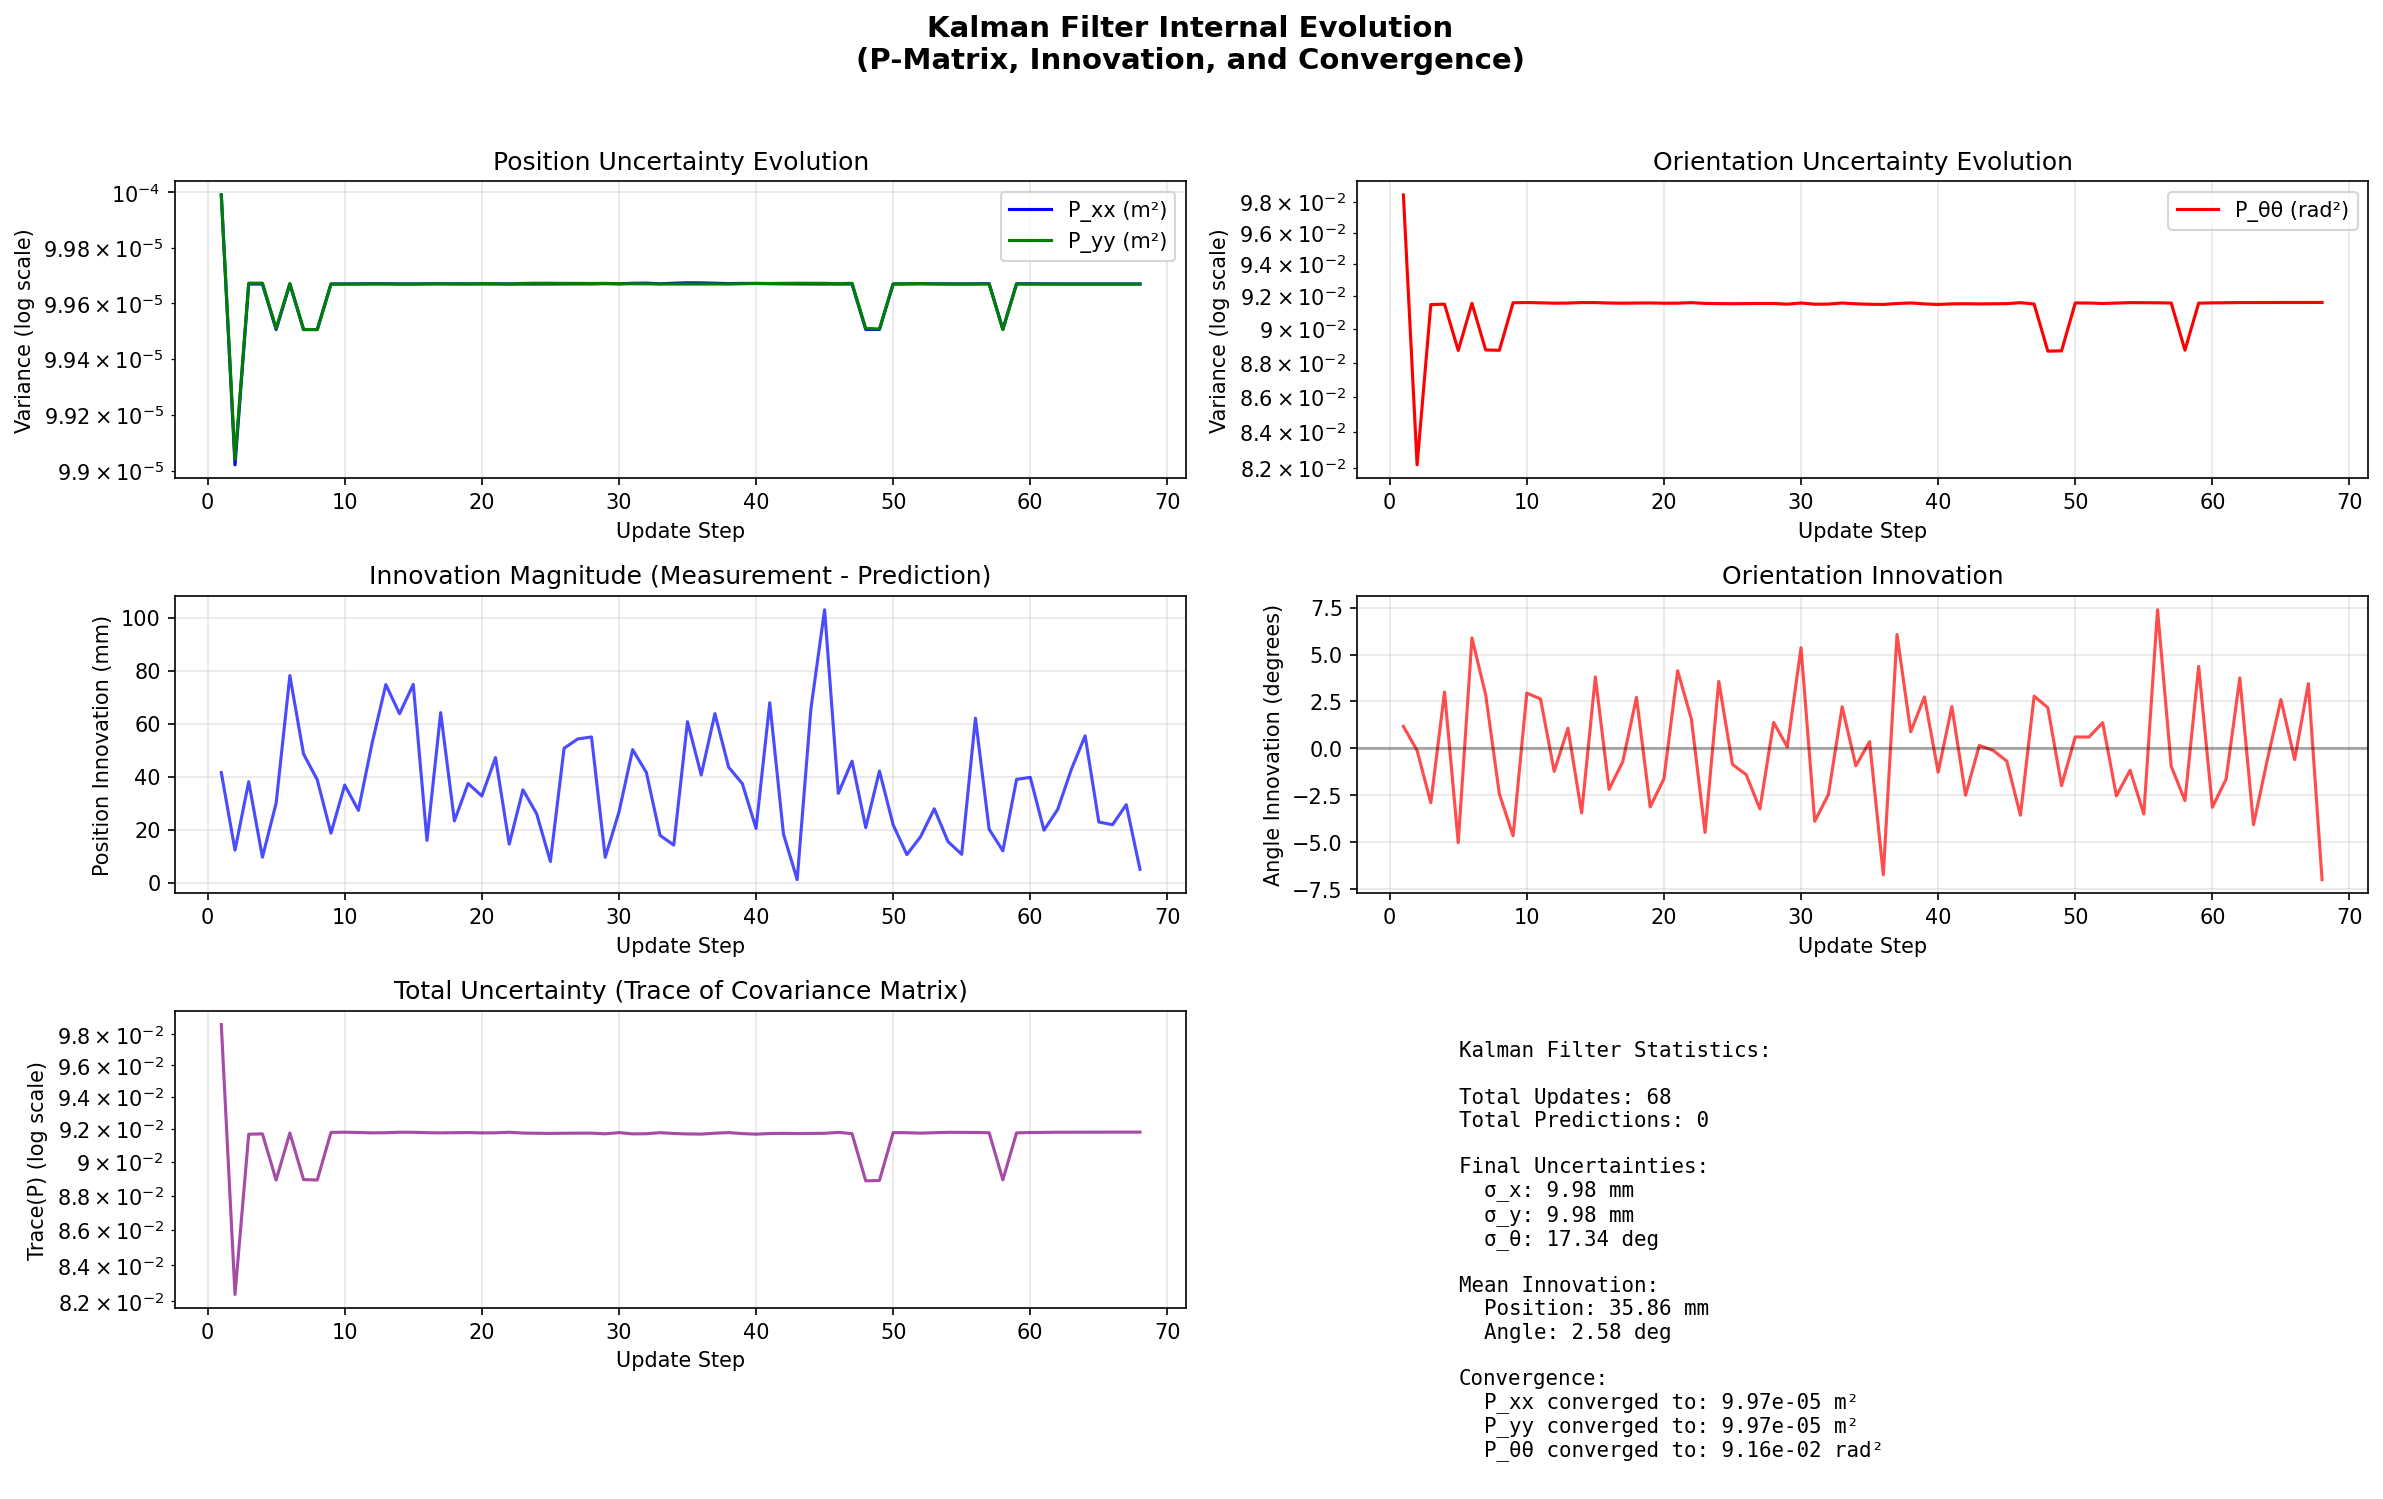 Kalman Filter Internal Evolution
(P-Matrix, Innovation, and Convergence)
Position Uncertainty Evolution
Variance (log scale)
10⁻⁴
9.98 × 10⁻⁵
9.96 × 10⁻⁵
9.94 × 10⁻⁵
9.92 × 10⁻⁵
9.9 × 10⁻⁵
P_xx (m²)
P_yy (m²)
0 10 20 30 40 50 60 70
Update Step
Orientation Uncertainty Evolution
Variance (log scale)
9.8 × 10⁻²
9.6 × 10⁻²
9.4 × 10⁻²
9.2 × 10⁻²
9 × 10⁻²
8.8 × 10⁻²
8.6 × 10⁻²
8.4 × 10⁻²
8.2 × 10⁻²
P_θθ (rad²)
0 10 20 30 40 50 60 70
Update Step
Innovation Magnitude (Measurement - Prediction)
Position Innovation (mm)
100
80
60
40
20
0
0 10 20 30 40 50 60 70
Update Step
Orientation Innovation
Angle Innovation (degrees)
7.5
5.0
2.5
0.0
−2.5
−5.0
−7.5
0 10 20 30 40 50 60 70
Update Step
Total Uncertainty (Trace of Covariance Matrix)
Trace(P) (log scale)
9.8 × 10⁻²
9.6 × 10⁻²
9.4 × 10⁻²
9.2 × 10⁻²
9 × 10⁻²
8.8 × 10⁻²
8.6 × 10⁻²
8.4 × 10⁻²
8.2 × 10⁻²
0 10 20 30 40 50 60 70
Update Step
Kalman Filter Statistics:
Total Updates: 68
Total Predictions: 0
Final Uncertainties:
σ_x: 9.98 mm
σ_y: 9.98 mm
σ_θ: 17.34 deg
Mean Innovation:
Position: 35.86 mm
Angle: 2.58 deg
Convergence:
P_xx converged to: 9.97e-05 m²
P_yy converged to: 9.97e-05 m²
P_θθ converged to: 9.16e-02 rad²